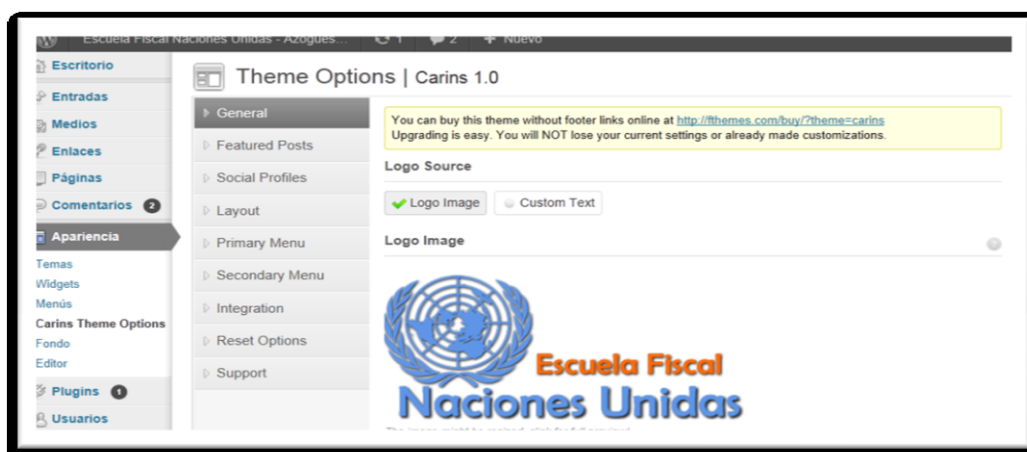 Escuela Fiscal Naciones Unidas - Azogues... 1 2 + Nuevo
Escritorio
Entradas
Medios
Enlaces
Páginas
Comentarios 2
Apariencia
Temas
Widgets
Menús
Carins Theme Options
Fondo
Editor
Plugins 1
Usuarios
Theme Options | Carins 1.0
General
Featured Posts
Social Profiles
Layout
Primary Menu
Secondary Menu
Integration
Reset Options
Support
You can buy this theme without footer links online at http://fthemes.com/buy/?theme=carins
Upgrading is easy. You will NOT lose your current settings or already made customizations.
Logo Source
Logo Image
Custom Text
Logo Image
Escuela Fiscal
Naciones Unidas